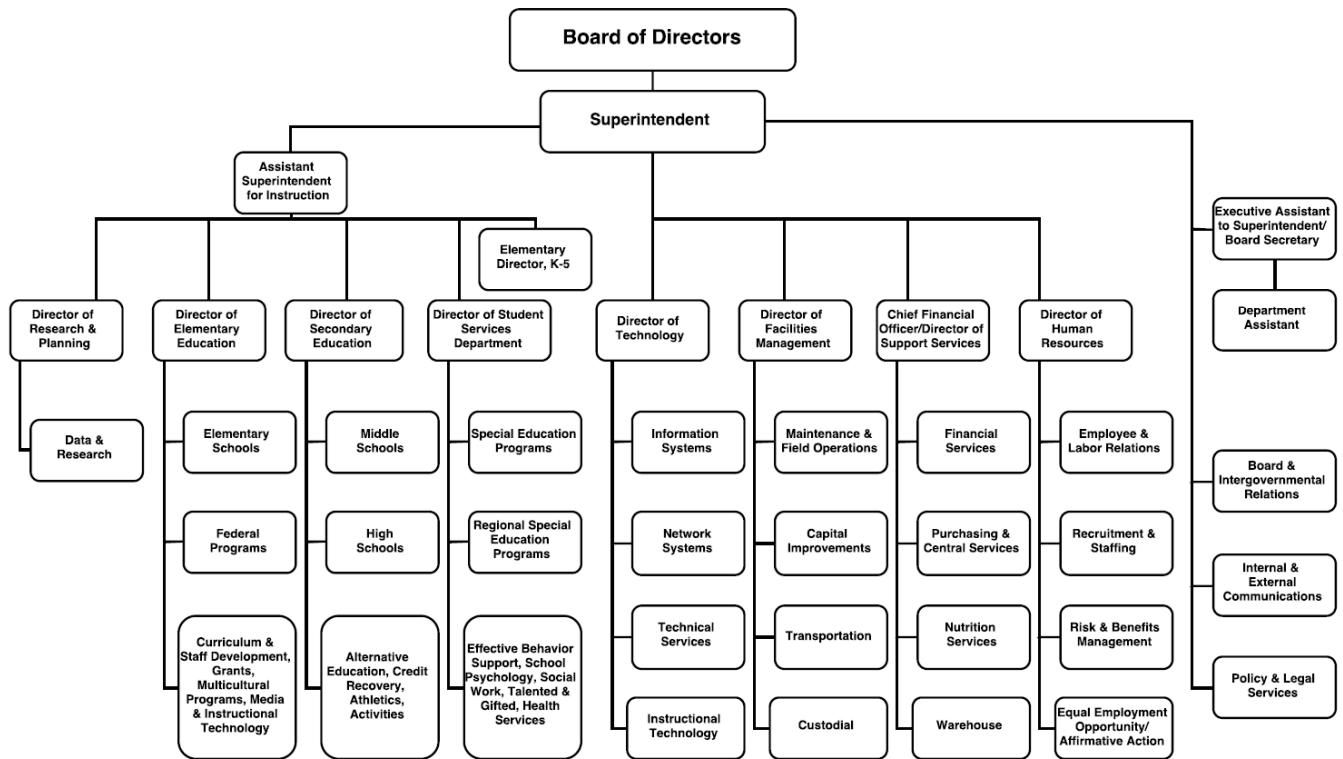 Board of Directors
Superintendent
Assistant
Superintendent
for Instruction
Executive Assistant
to Superintendent/
Board Secretary
Elementary
Director, K-5
Department
Assistant
Director of
Research &
Planning
Director of
Elementary
Education
Director of
Secondary
Education
Director of Student
Services
Department
Director of
Technology
Director of
Facilities
Management
Chief Financial
Officer/Director of
Support Services
Director of
Human
Resources
Data &
Research
Elementary
Schools
Middle
Schools
Special Education
Programs
Information
Systems
Maintenance &
Field Operations
Financial
Services
Employee &
Labor Relations
Board &
Intergovernmental
Relations
Federal
Programs
High
Schools
Regional Special
Education
Programs
Network
Systems
Capital
Improvements
Purchasing &
Central Services
Recruitment &
Staffing
Internal &
External
Communications
Curriculum &
Staff Development,
Grants,
Multicultural
Programs, Media
& Instructional
Technology
Alternative
Education, Credit
Recovery,
Athletics,
Activities
Effective Behavior
Support, School
Psychology, Social
Work, Talented &
Gifted, Health
Services
Technical
Services
Transportation
Nutrition
Services
Risk & Benefits
Management
Policy & Legal
Services
Instructional
Technology
Custodial
Warehouse
Equal Employment
Opportunity/
Affirmative Action